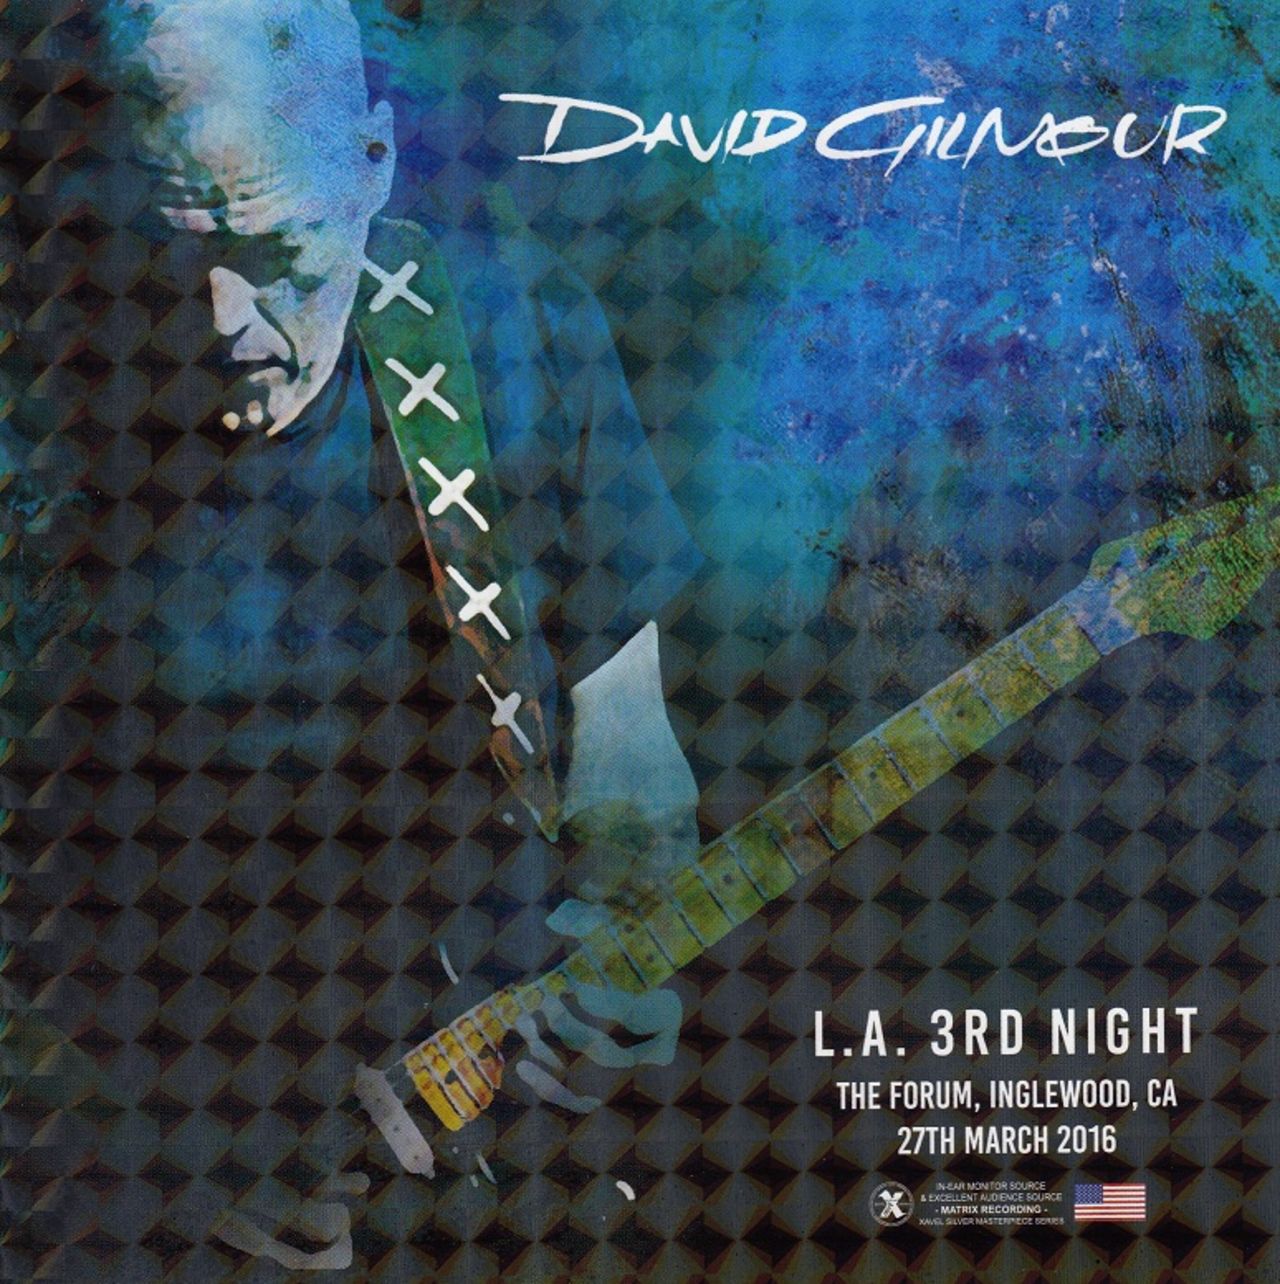 DAVID GILMOUR
L.A. 3RD NIGHT
THE FORUM, INGLEWOOD, CA
27TH MARCH 2016
IN-EAR MONITOR SOURCE
& EXCELLENT AUDIENCE SOURCE
- MATRIX RECORDING -
XAVEL SILVER MASTERPIECE SERIES